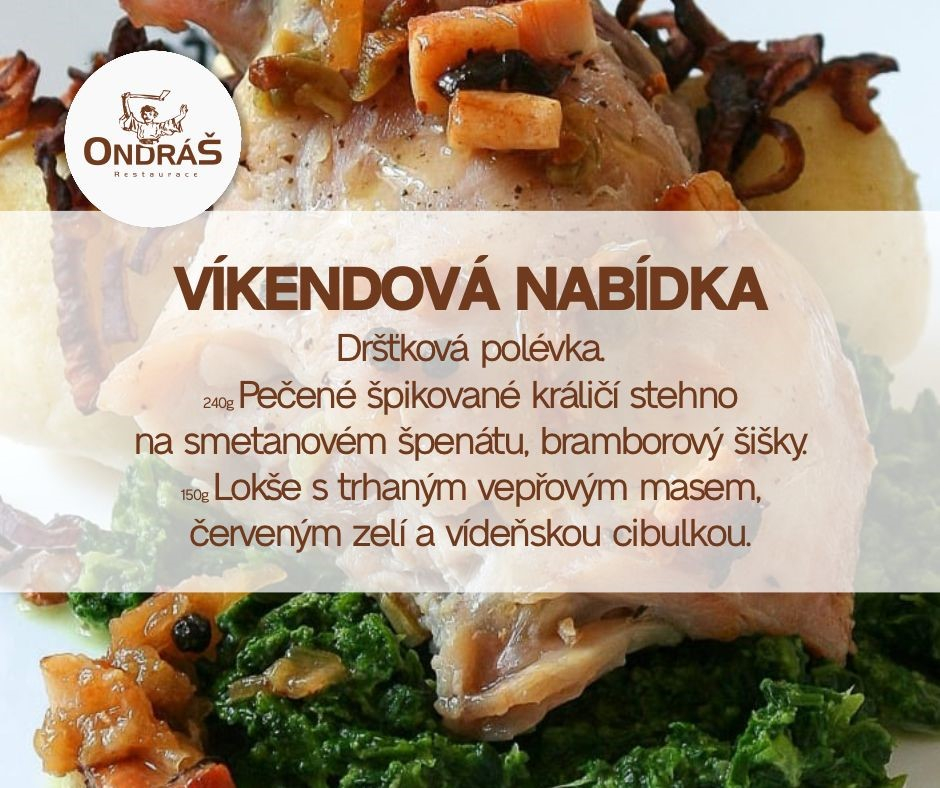 ONDRÁŠ
Restaurace
VÍKENDOVÁ NABÍDKA
Dršťková polévka.
240g Pečené špikované králičí stehno
na smetanovém špenátu, bramborový šišky.
150g Lokše s trhaným vepřovým masem,
červeným zelí a vídeňskou cibulkou.